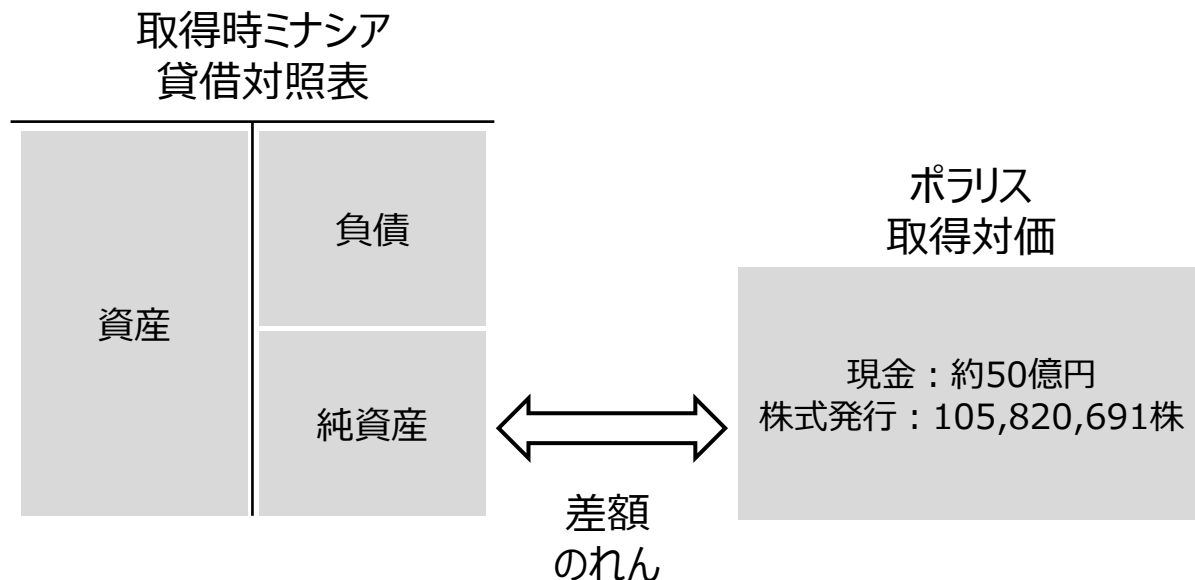 取得時ミナシア
貸借対照表
資産
負債
純資産
差額
のれん
ポラリス
取得対価
現金：約50億円
株式発行：105,820,691株